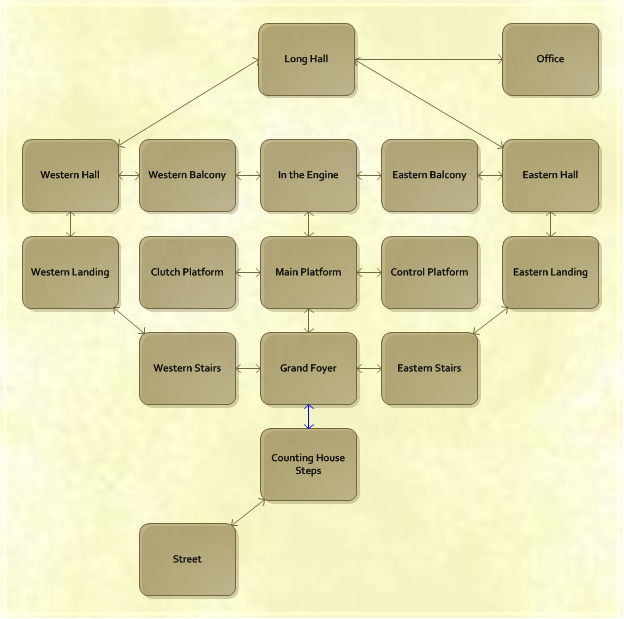 Long Hall
Office
Western Hall
Western Balcony
In the Engine
Eastern Balcony
Eastern Hall
Western Landing
Clutch Platform
Main Platform
Control Platform
Eastern Landing
Western Stairs
Grand Foyer
Eastern Stairs
Counting House
Steps
Street